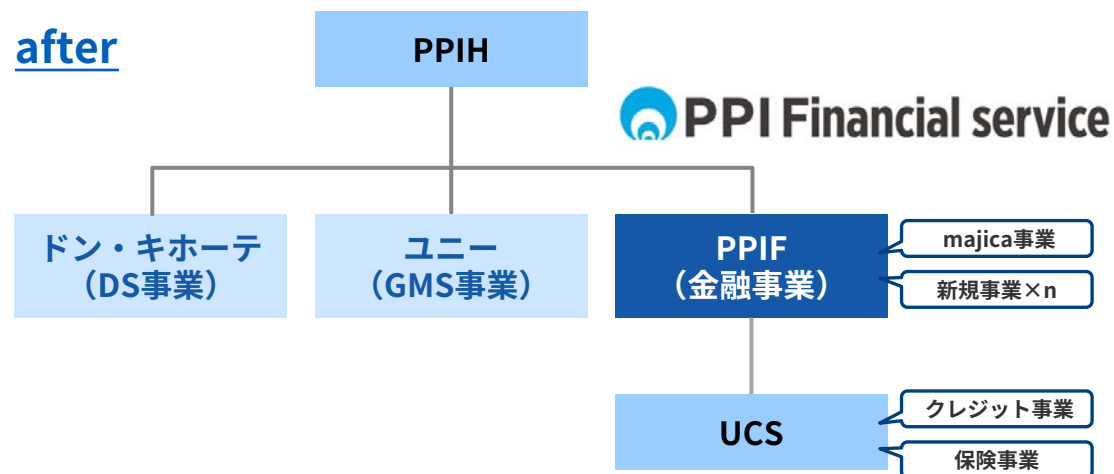 after
PPIH
PPI Financial service
ドン・キホーテ
（DS事業）
ユニー
（GMS事業）
PPIF
（金融事業）
majica事業
新規事業×n
UCS
クレジット事業
保険事業